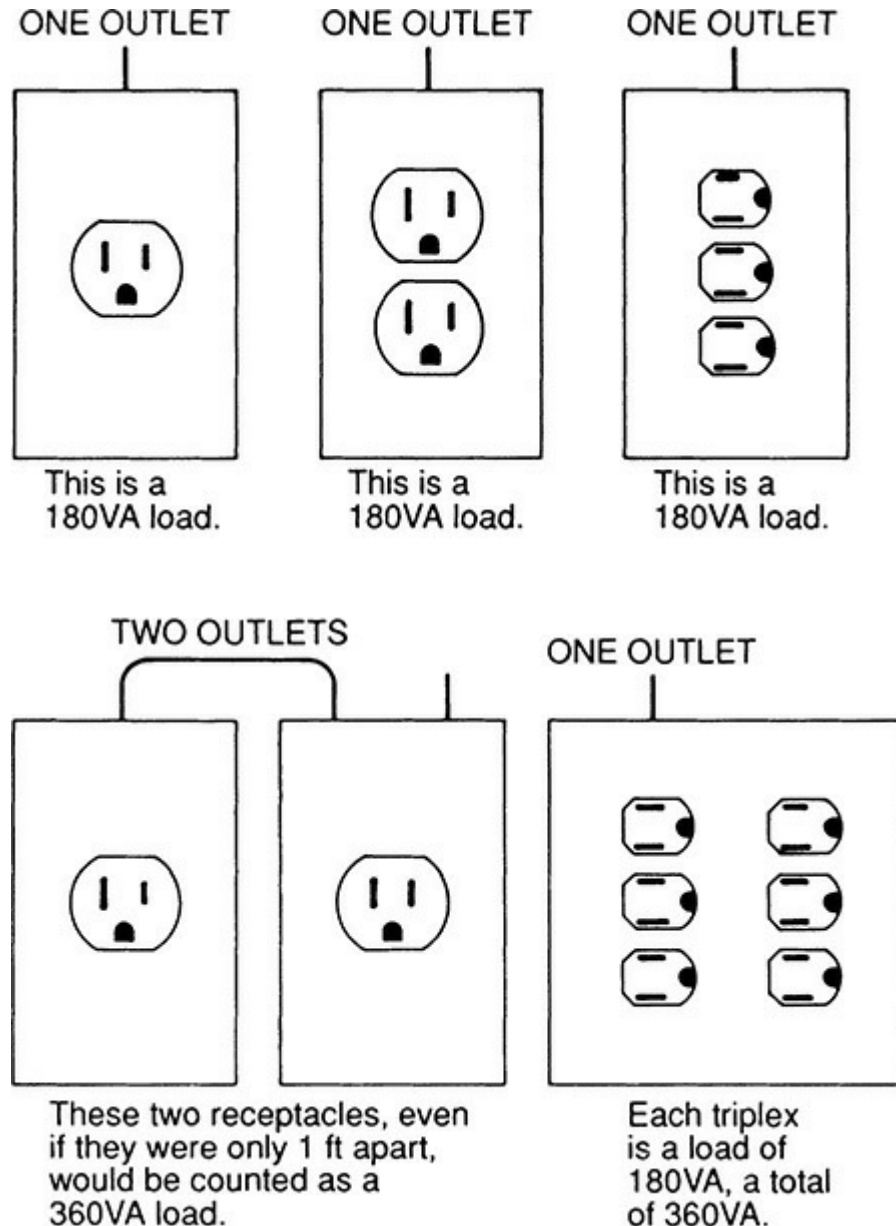 ONE OUTLET
ONE OUTLET
ONE OUTLET
This is a
180VA load.
This is a
180VA load.
This is a
180VA load.
TWO OUTLETS
ONE OUTLET
These two receptacles, even
if they were only 1 ft apart,
would be counted as a
360VA load.
Each triplex
is a load of
180VA, a total
of 360VA.